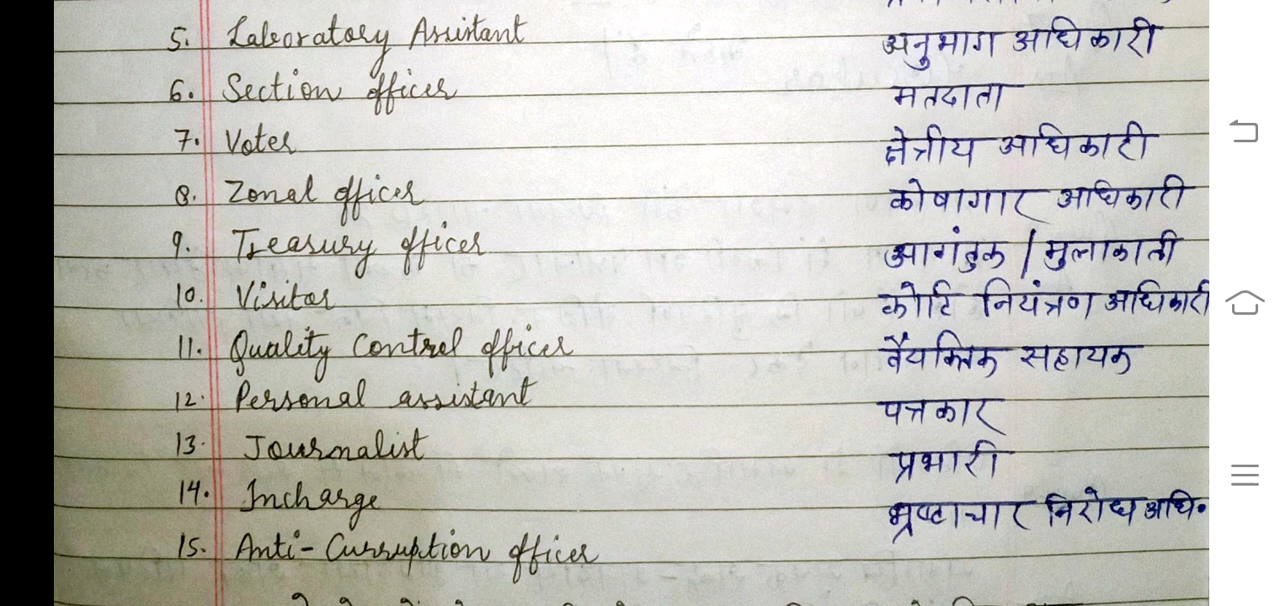 5. Laboratory Assistant
अनुभाग अधिकारी
6. Section officer
मतदाता
7. Voter
क्षेत्रीय अधिकारी
8. Zonal officer
कोषागार अधिकारी
9. Treasury officer
आगंतुक / मुलाकाती
10. Visitor
कोटि नियंत्रण अधिकारी
11. Quality Control officer
वैयक्तिक सहायक
12. Personal assistant
पत्रकार
13. Journalist
प्रभारी
14. Incharge
भ्रष्टाचार निरोध अधि॰
15. Anti-Curruption officer